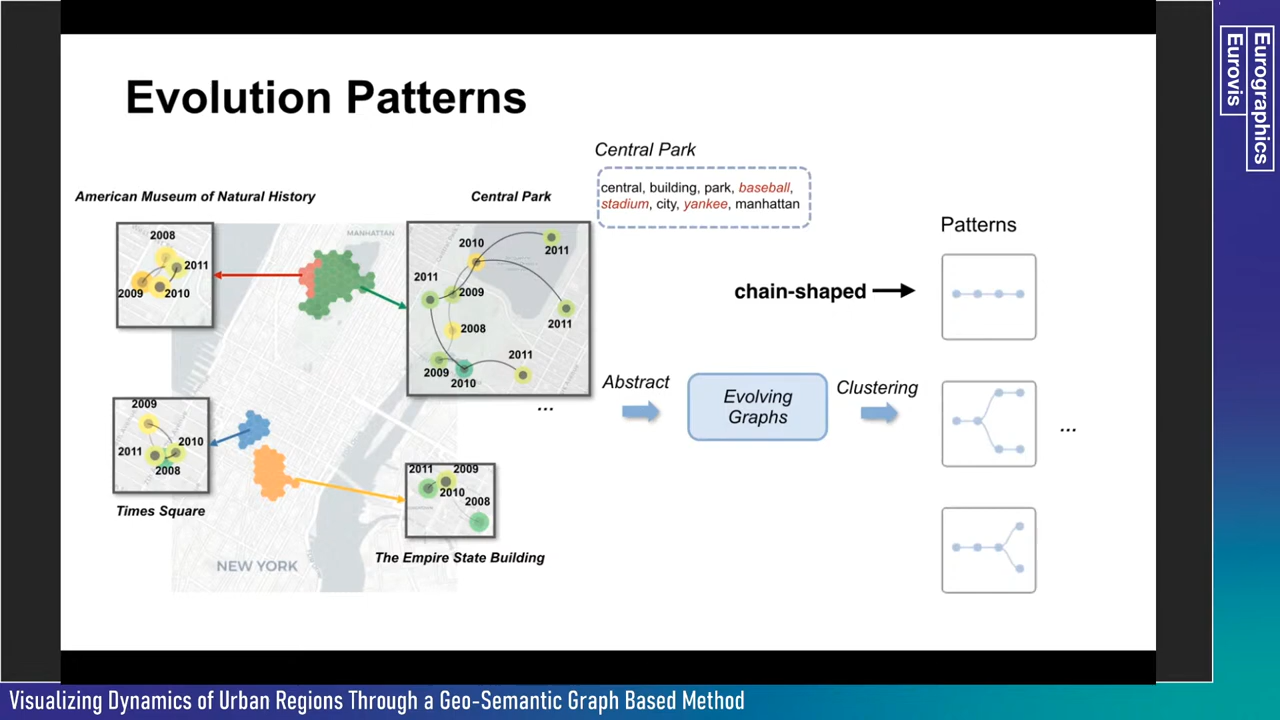 Evolution Patterns
Central Park
central, building, park, baseball,
stadium, city, yankee, manhattan
American Museum of Natural History
Central Park
Patterns
MANHATTAN
2008
2011
2009
2010
2010
2011
2011
2009
2011
2008
2011
2009
2010
...
chain-shaped
Abstract
Evolving
Graphs
Clustering
...
2009
2010
2011
2008
Times Square
2011
2009
2010
2008
The Empire State Building
NEW YORK
Eurographics
Eurovis
Visualizing Dynamics of Urban Regions Through a Geo-Semantic Graph Based Method